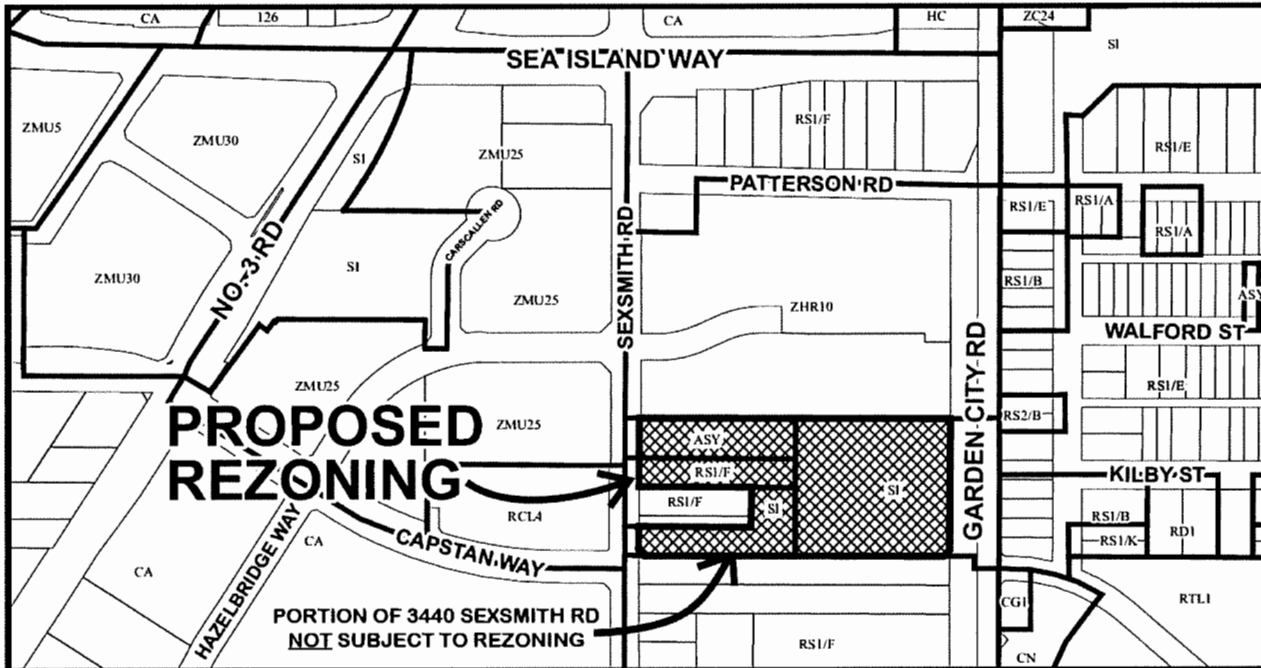 CA
126
CA
HC
ZC24
SI
SEA ISLAND WAY
ZMU5
ZMU30
SI
ZMU25
RS1/F
RS1/E
PATTERSON RD
CARSCALLEN RD
SEXSMITH RD
RS1/E
RS1/A
RS1/A
NO. 3 RD
ZMU30
SI
ZMU25
ZHR10
RS1/B
ASY
WALFORD ST
GARDEN CITY RD
ZMU25
RS1/E
PROPOSED
REZONING
ZMU25
ASY
RS2/B
RS1/F
SI
KILBY ST
RS1/F
SI
RCL4
RS1/B
RD1
RS1/K
HAZELBRIDGE WAY
CA
CAPSTAN WAY
CA
PORTION OF 3440 SEXSMITH RD
NOT SUBJECT TO REZONING
RS1/F
CG1
RTL1
CN